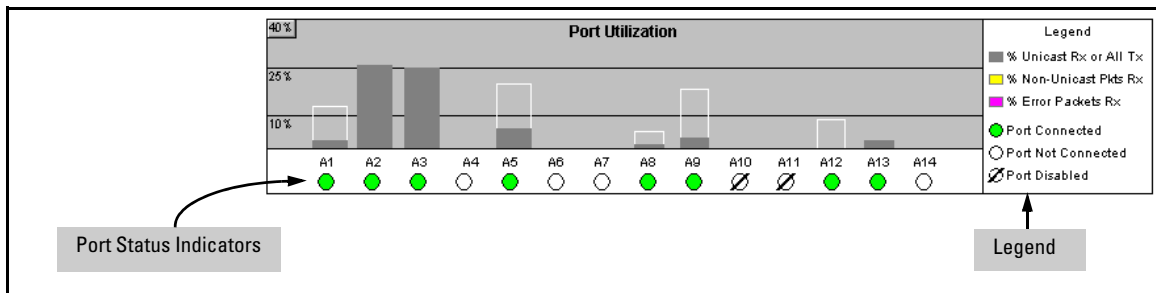 40%
Port Utilization
25%
10%
A1 A2 A3 A4 A5 A6 A7 A8 A9 A10 A11 A12 A13 A14
Legend
% Unicast Rx or All Tx
% Non-Unicast Pkts Rx
% Error Packets Rx
Port Connected
Port Not Connected
Port Disabled
Port Status Indicators
Legend